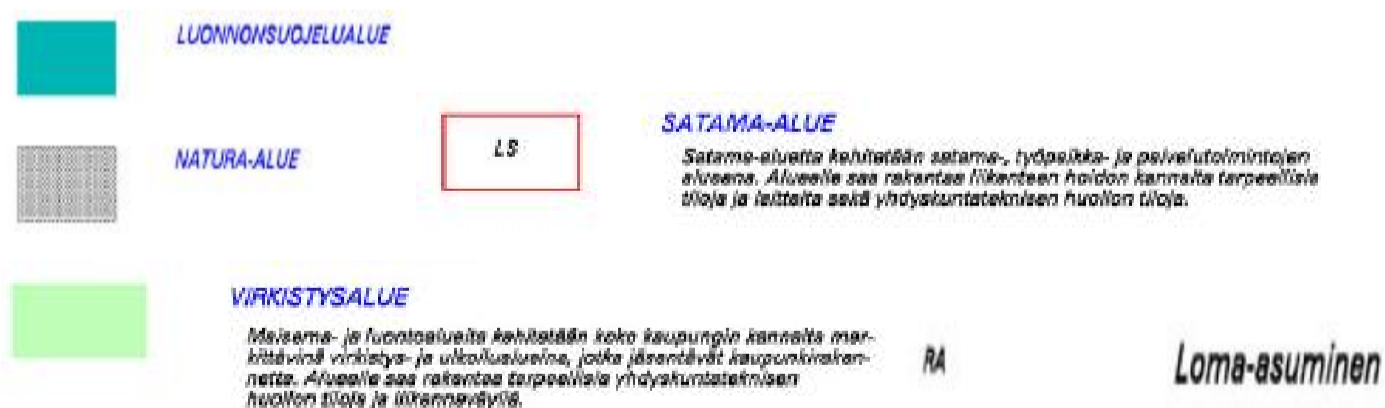 LUONNONSUOJELUALUE
NATURA-ALUE
LS
SATAMA-ALUE
Satama-aluetta kehitetään satama-, työpaikka- ja palvelutoimintojen
alueena. Alueelle saa rakentaa liikenteen hoidon kannalta tarpeellisia
tiloja ja laitteita sekä yhdyskuntateknisen huollon tiloja.
VIRKISTYSALUE
Maisema- ja luontoalueita kehitetään koko kaupungin kannalta mer-
kittävinä virkistys- ja ulkoilualueina, jotka jäsentävät kaupunkiraken-
netta. Alueelle saa rakentaa tarpeellisia yhdyskuntateknisen
huollon tiloja ja liikenneväyliä.
RA
Loma-asuminen